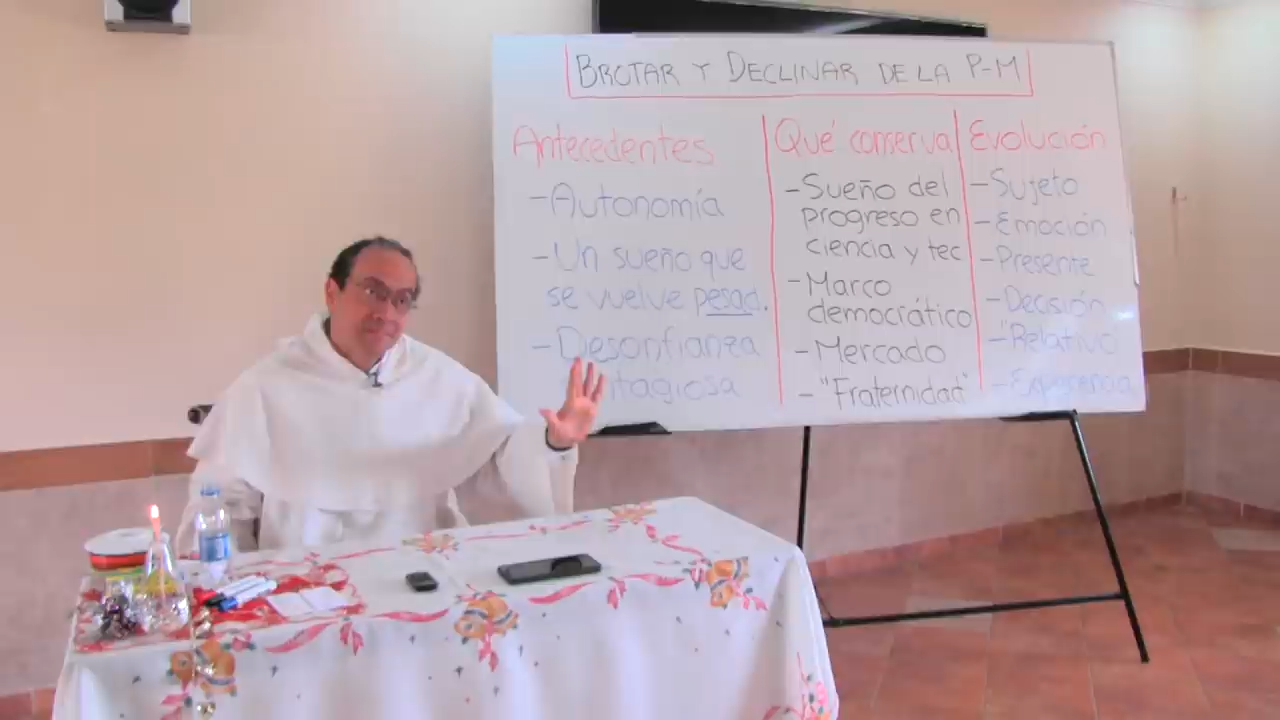 BROTAR Y DECLINAR DE LA P-M
Antecedentes
-Autonomía
-Un sueño que
se vuelve pesad.
-Desconfianza
Qué conserva
-Sueño del
progreso en
ciencia y tec
-Marco
democrático
-Mercado
-"Fraternidad"
Evolución
-Sujeto
-Emoción
-Presente
-Decisión
-"Relativo
-Experiencia